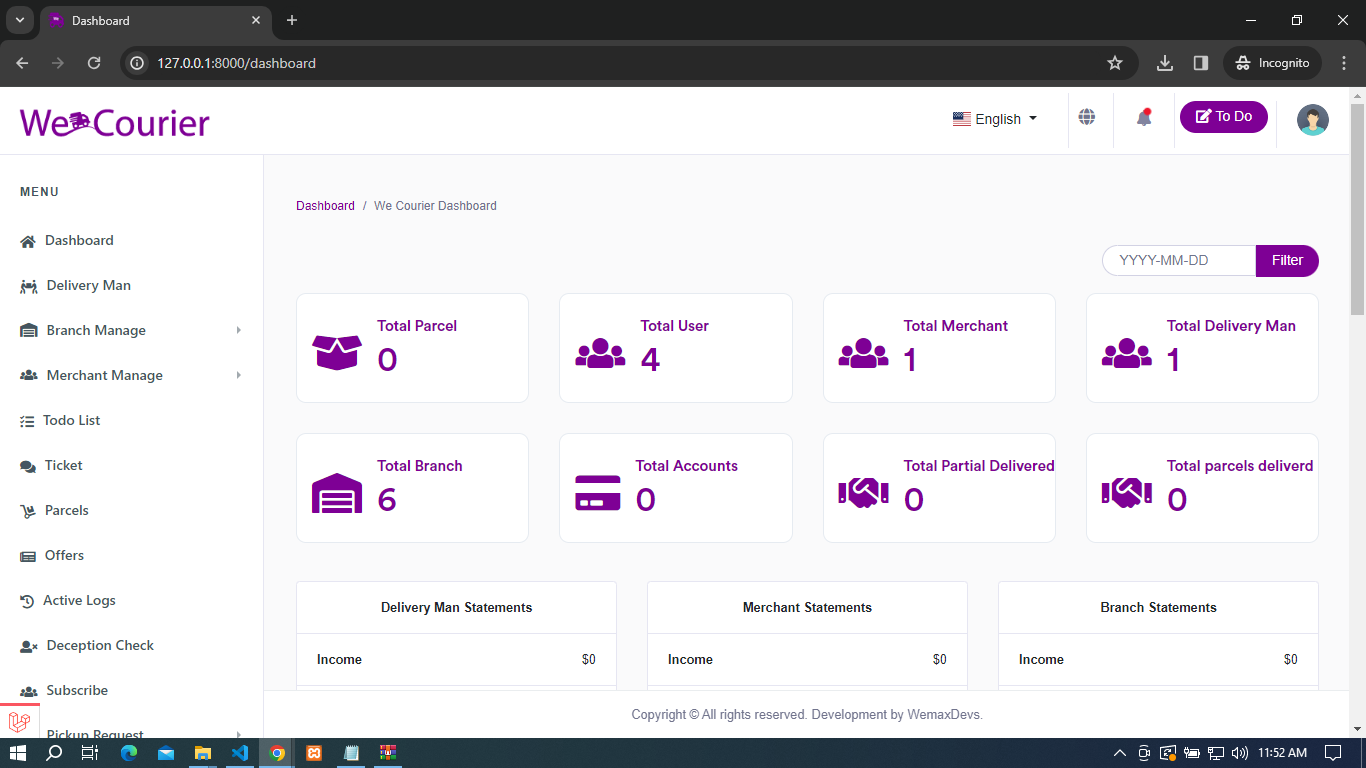 Dashboard
127.0.0.1:8000/dashboard
Incognito
We Courier
English
To Do
MENU
Dashboard
Delivery Man
Branch Manage
Merchant Manage
Todo List
Ticket
Parcels
Offers
Active Logs
Deception Check
Subscribe
Pickup Request
Dashboard / We Courier Dashboard
YYYY-MM-DD Filter
Total Parcel
0
Total User
4
Total Merchant
1
Total Delivery Man
1
Total Branch
6
Total Accounts
0
Total Partial Delivered
0
Total parcels deliverd
0
Delivery Man Statements
Income $0
Merchant Statements
Income $0
Branch Statements
Income $0
Copyright © All rights reserved. Development by WemaxDevs.
11:52 AM